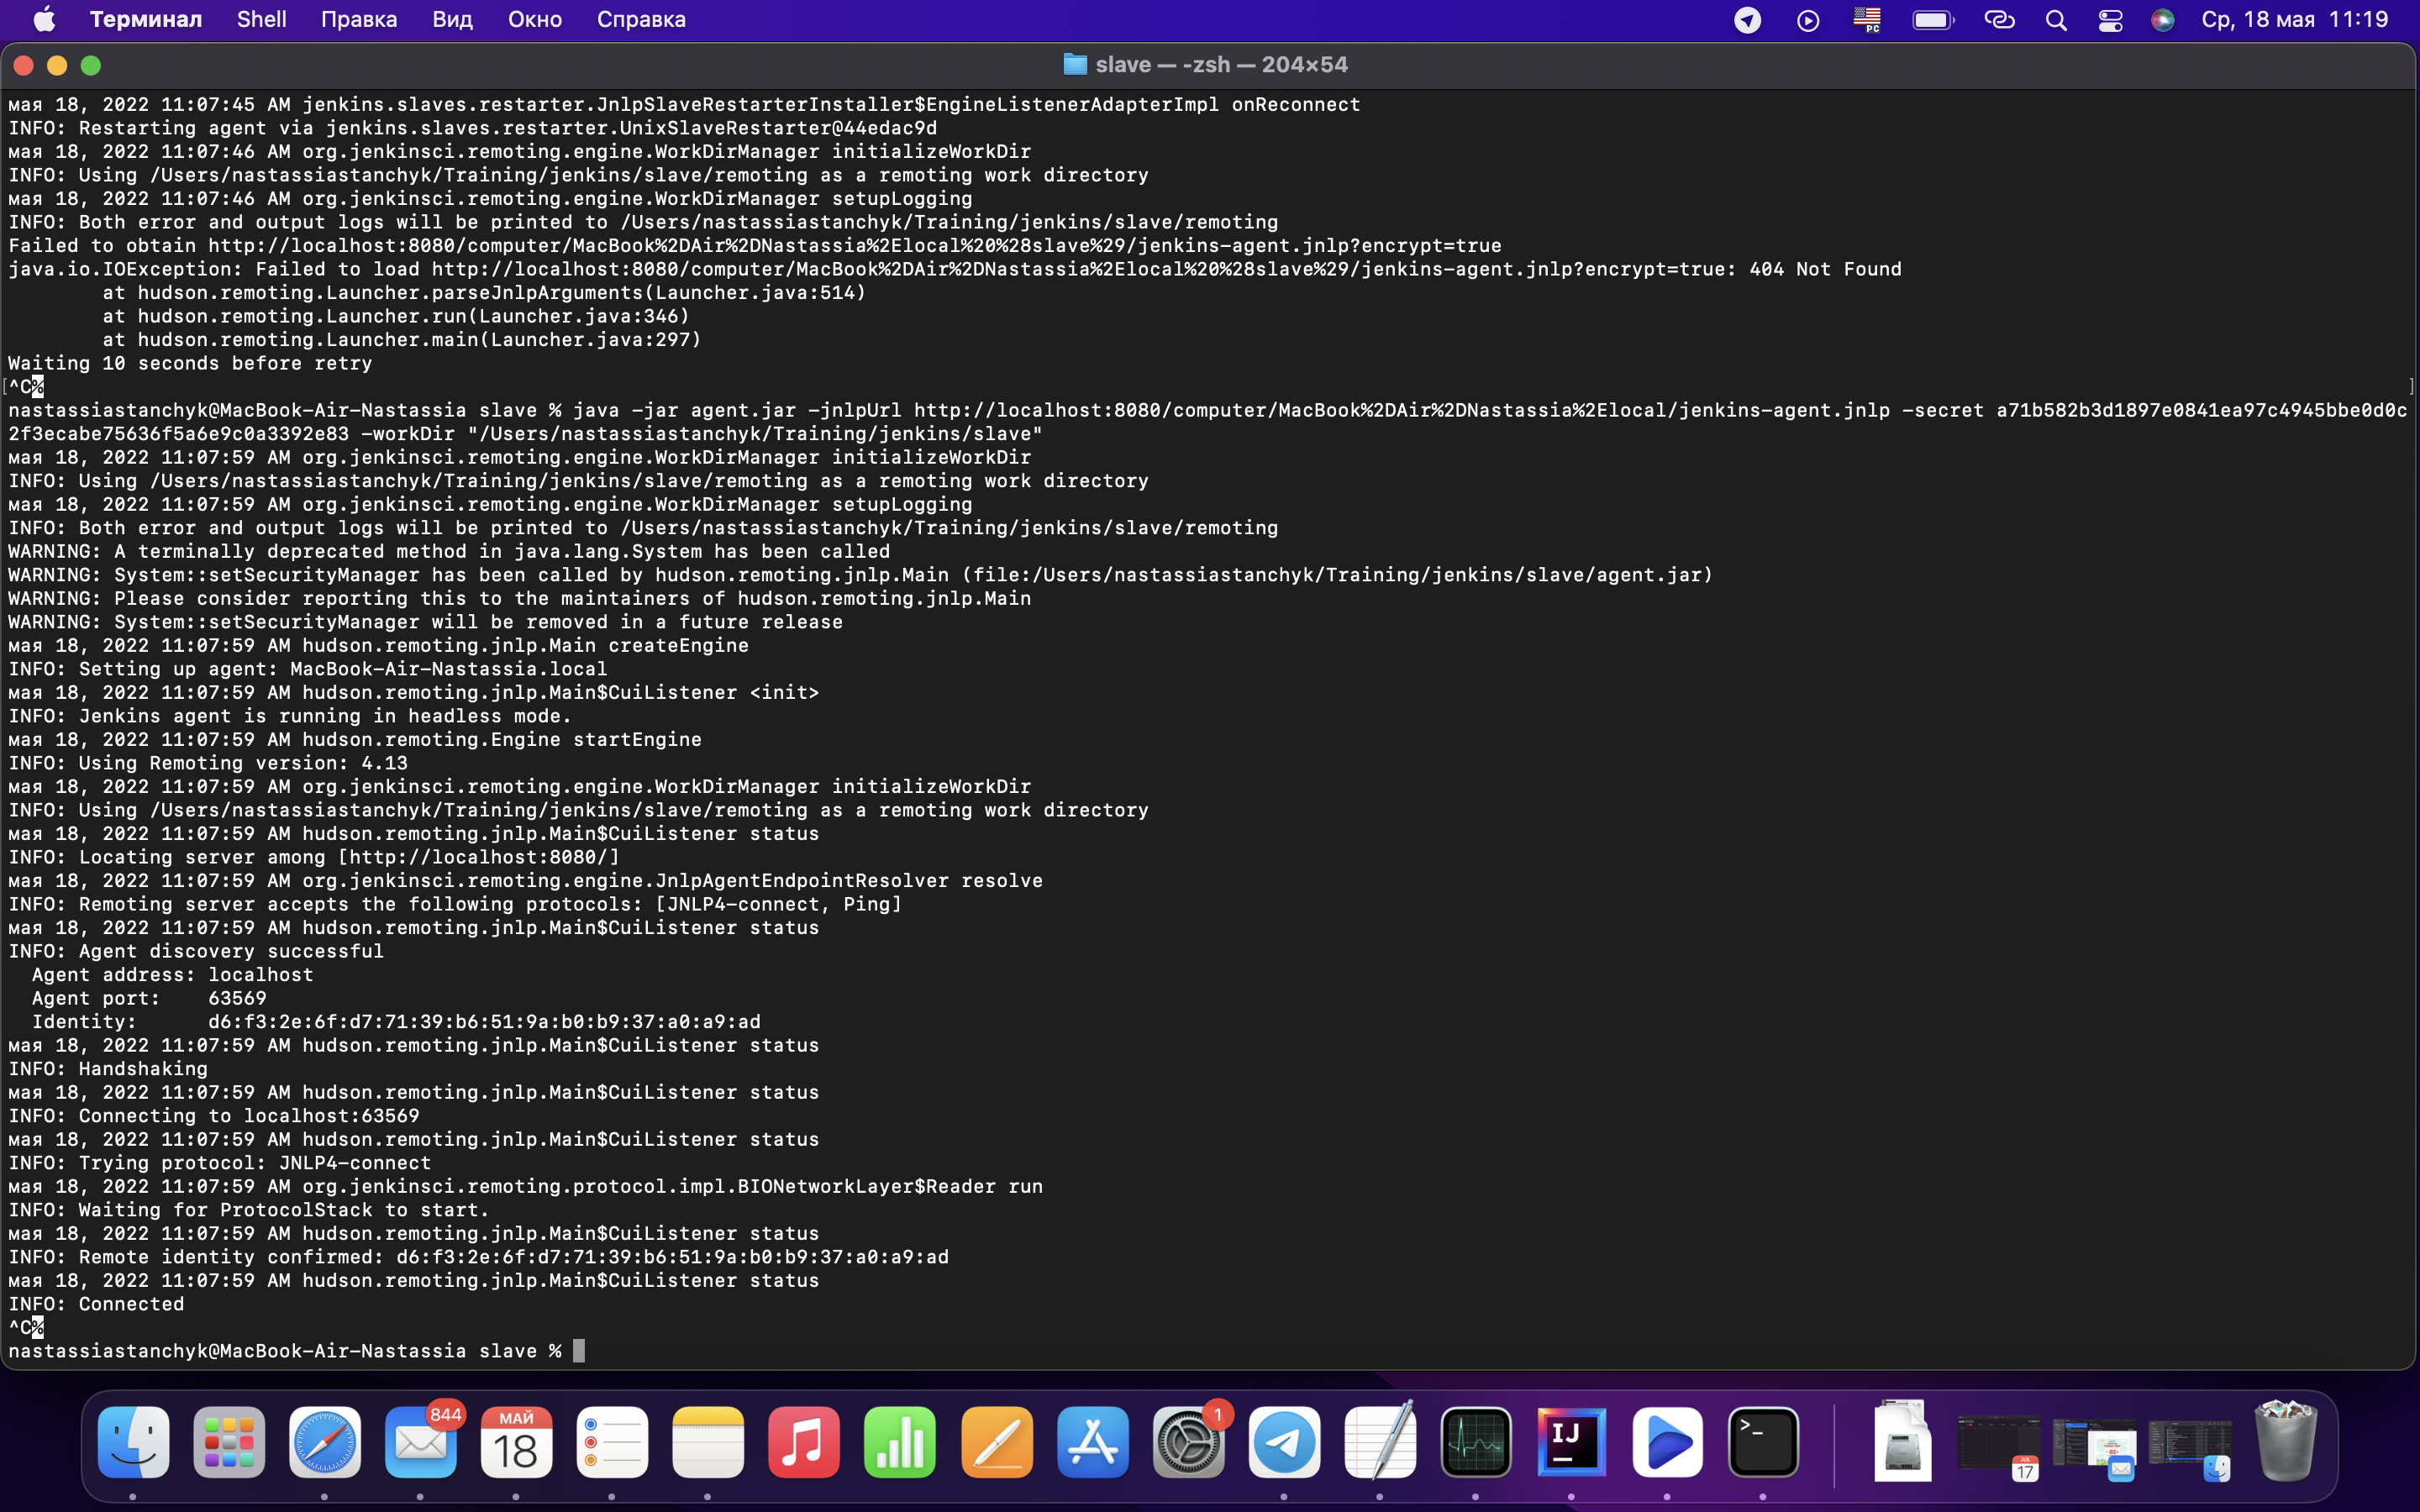 Терминал Shell Правка Вид Окно Справка Ср, 18 мая 11:19
PC
slave — -zsh — 204×54
мая 18, 2022 11:07:45 AM jenkins.slaves.restarter.JnlpSlaveRestarterInstaller$EngineListenerAdapterImpl onReconnect
INFO: Restarting agent via jenkins.slaves.restarter.UnixSlaveRestarter@44edac9d
мая 18, 2022 11:07:46 AM org.jenkinsci.remoting.engine.WorkDirManager initializeWorkDir
INFO: Using /Users/nastassiastanchyk/Training/jenkins/slave/remoting as a remoting work directory
мая 18, 2022 11:07:46 AM org.jenkinsci.remoting.engine.WorkDirManager setupLogging
INFO: Both error and output logs will be printed to /Users/nastassiastanchyk/Training/jenkins/slave/remoting
Failed to obtain http://localhost:8080/computer/MacBook%2DAir%2DNastassia%2Elocal%20%28slave%29/jenkins-agent.jnlp?encrypt=true
java.io.IOException: Failed to load http://localhost:8080/computer/MacBook%2DAir%2DNastassia%2Elocal%20%28slave%29/jenkins-agent.jnlp?encrypt=true: 404 Not Found
at hudson.remoting.Launcher.parseJnlpArguments(Launcher.java:514)
at hudson.remoting.Launcher.run(Launcher.java:346)
at hudson.remoting.Launcher.main(Launcher.java:297)
Waiting 10 seconds before retry
[^C% ]
nastassiastanchyk@MacBook-Air-Nastassia slave % java -jar agent.jar -jnlpUrl http://localhost:8080/computer/MacBook%2DAir%2DNastassia%2Elocal/jenkins-agent.jnlp -secret a71b582b3d1897e0841ea97c4945bbe0d0c
2f3ecabe75636f5a6e9c0a3392e83 -workDir "/Users/nastassiastanchyk/Training/jenkins/slave"
мая 18, 2022 11:07:59 AM org.jenkinsci.remoting.engine.WorkDirManager initializeWorkDir
INFO: Using /Users/nastassiastanchyk/Training/jenkins/slave/remoting as a remoting work directory
мая 18, 2022 11:07:59 AM org.jenkinsci.remoting.engine.WorkDirManager setupLogging
INFO: Both error and output logs will be printed to /Users/nastassiastanchyk/Training/jenkins/slave/remoting
WARNING: A terminally deprecated method in java.lang.System has been called
WARNING: System::setSecurityManager has been called by hudson.remoting.jnlp.Main (file:/Users/nastassiastanchyk/Training/jenkins/slave/agent.jar)
WARNING: Please consider reporting this to the maintainers of hudson.remoting.jnlp.Main
WARNING: System::setSecurityManager will be removed in a future release
мая 18, 2022 11:07:59 AM hudson.remoting.jnlp.Main createEngine
INFO: Setting up agent: MacBook-Air-Nastassia.local
мая 18, 2022 11:07:59 AM hudson.remoting.jnlp.Main$CuiListener <init>
INFO: Jenkins agent is running in headless mode.
мая 18, 2022 11:07:59 AM hudson.remoting.Engine startEngine
INFO: Using Remoting version: 4.13
мая 18, 2022 11:07:59 AM org.jenkinsci.remoting.engine.WorkDirManager initializeWorkDir
INFO: Using /Users/nastassiastanchyk/Training/jenkins/slave/remoting as a remoting work directory
мая 18, 2022 11:07:59 AM hudson.remoting.jnlp.Main$CuiListener status
INFO: Locating server among [http://localhost:8080/]
мая 18, 2022 11:07:59 AM org.jenkinsci.remoting.engine.JnlpAgentEndpointResolver resolve
INFO: Remoting server accepts the following protocols: [JNLP4-connect, Ping]
мая 18, 2022 11:07:59 AM hudson.remoting.jnlp.Main$CuiListener status
INFO: Agent discovery successful
Agent address: localhost
Agent port: 63569
Identity: d6:f3:2e:6f:d7:71:39:b6:51:9a:b0:b9:37:a0:a9:ad
мая 18, 2022 11:07:59 AM hudson.remoting.jnlp.Main$CuiListener status
INFO: Handshaking
мая 18, 2022 11:07:59 AM hudson.remoting.jnlp.Main$CuiListener status
INFO: Connecting to localhost:63569
мая 18, 2022 11:07:59 AM hudson.remoting.jnlp.Main$CuiListener status
INFO: Trying protocol: JNLP4-connect
мая 18, 2022 11:07:59 AM org.jenkinsci.remoting.protocol.impl.BIONetworkLayer$Reader run
INFO: Waiting for ProtocolStack to start.
мая 18, 2022 11:07:59 AM hudson.remoting.jnlp.Main$CuiListener status
INFO: Remote identity confirmed: d6:f3:2e:6f:d7:71:39:b6:51:9a:b0:b9:37:a0:a9:ad
мая 18, 2022 11:07:59 AM hudson.remoting.jnlp.Main$CuiListener status
INFO: Connected
^C%
nastassiastanchyk@MacBook-Air-Nastassia slave %
844 МАЙ 18 1 IJ >_ JUL 17